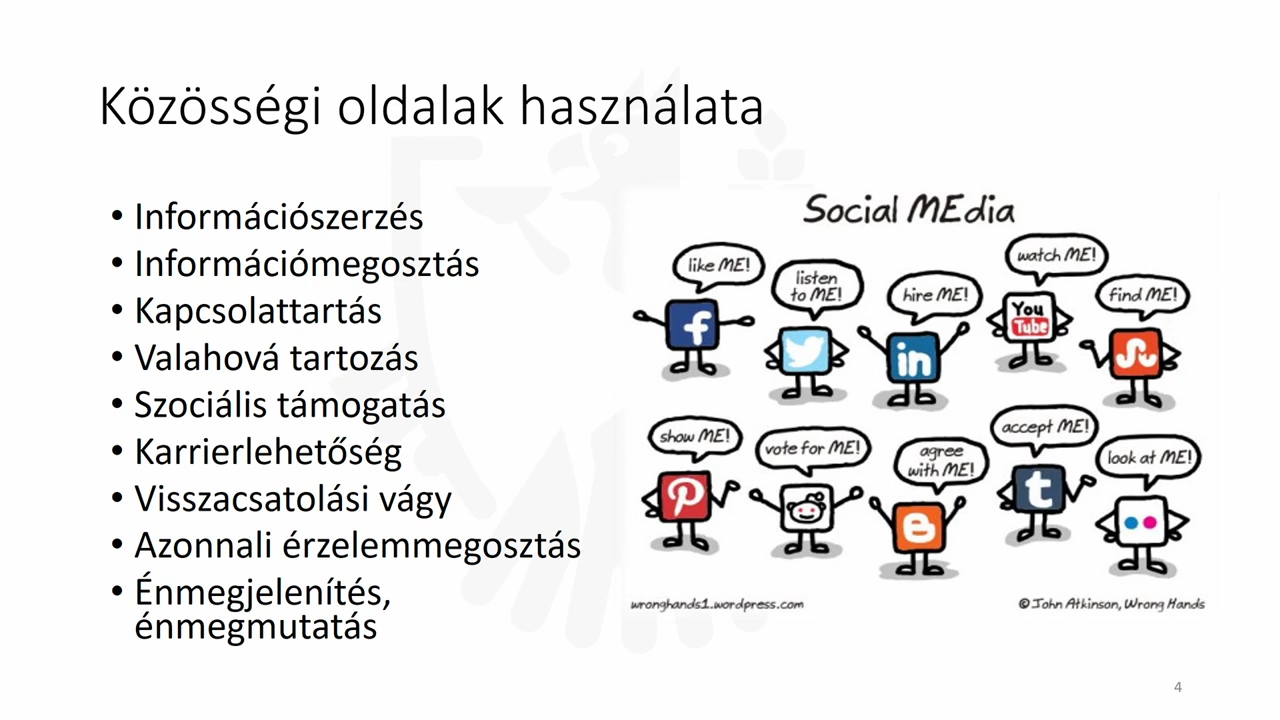 Közösségi oldalak használata
• Információszerzés
• Információmegosztás
• Kapcsolattartás
• Valahová tartozás
• Szociális támogatás
• Karrierlehetőség
• Visszacsatolási vágy
• Azonnali érzelemmegosztás
• Énmegjelenítés,
énmegmutatás
Social MEdia
like ME!
listen
to ME!
hire ME!
watch ME!
find ME!
f
in
You
Tube
show ME!
vote for ME!
agree
with ME!
accept ME!
look at ME!
t
wronghands1.wordpress.com
© John Atkinson, Wrong Hands
4